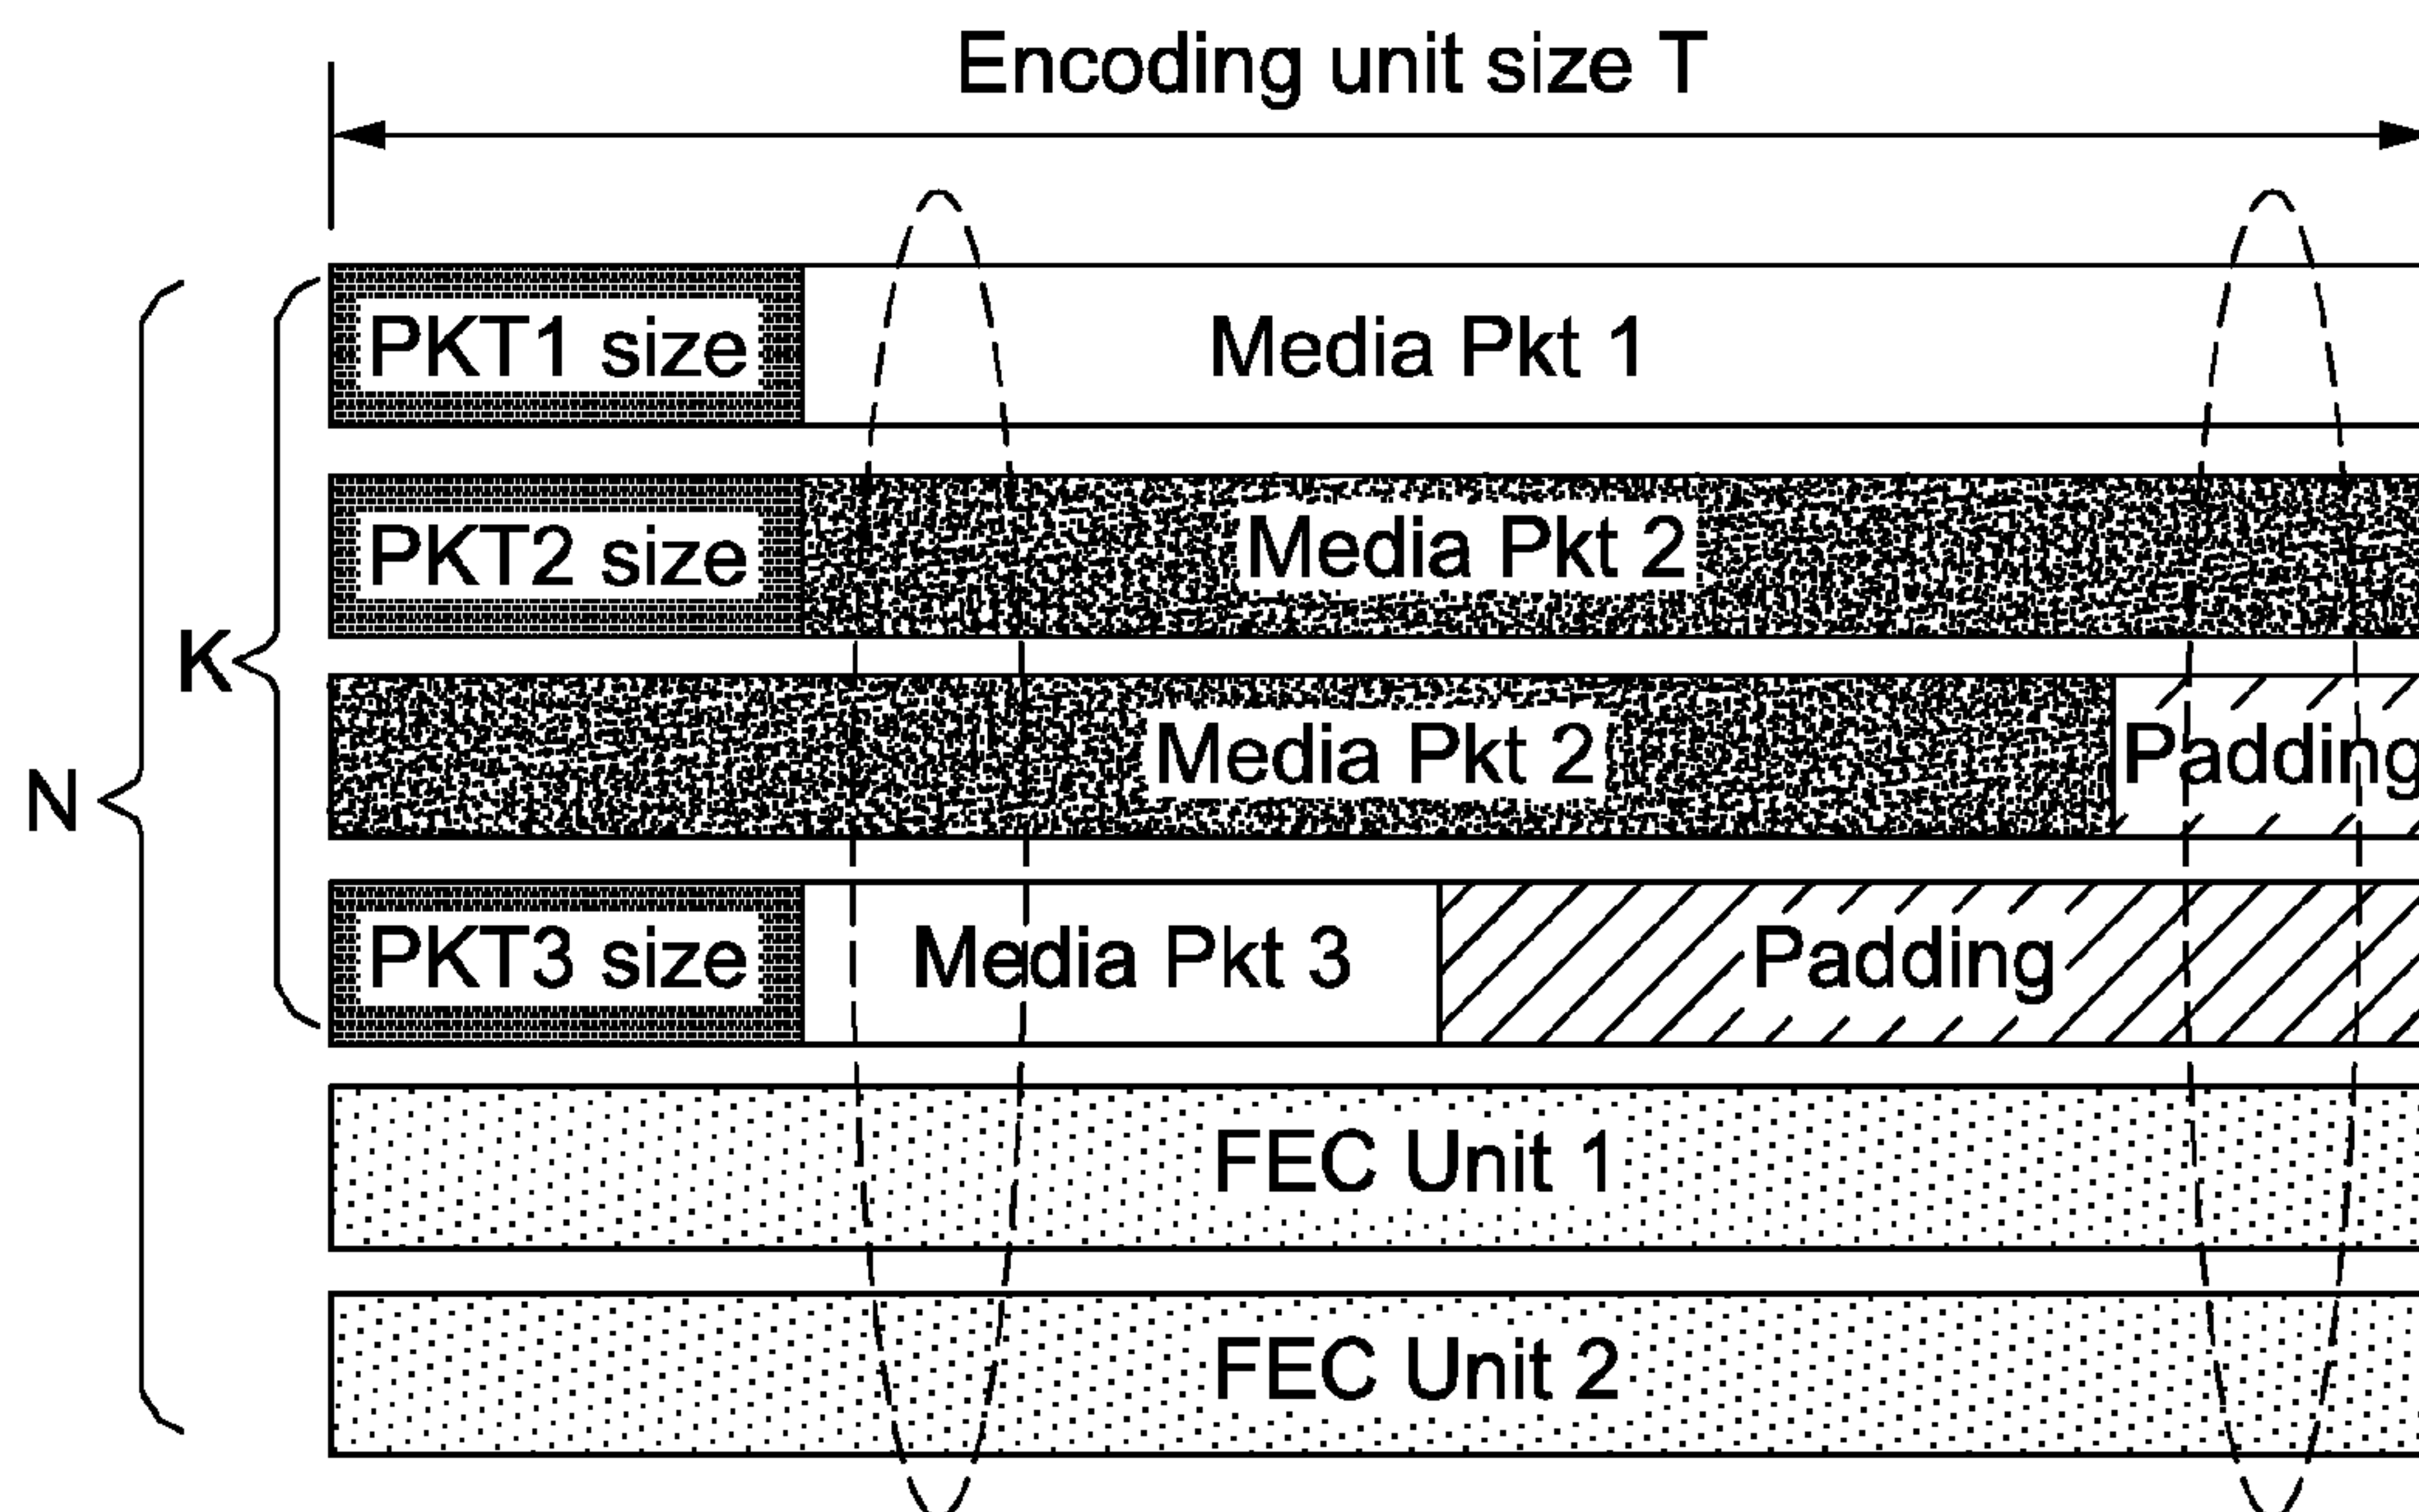 Encoding unit size T
PKT1 size Media Pkt 1
PKT2 size Media Pkt 2
K
Media Pkt 2 Padding
N
PKT3 size Media Pkt 3 Padding
FEC Unit 1
FEC Unit 2